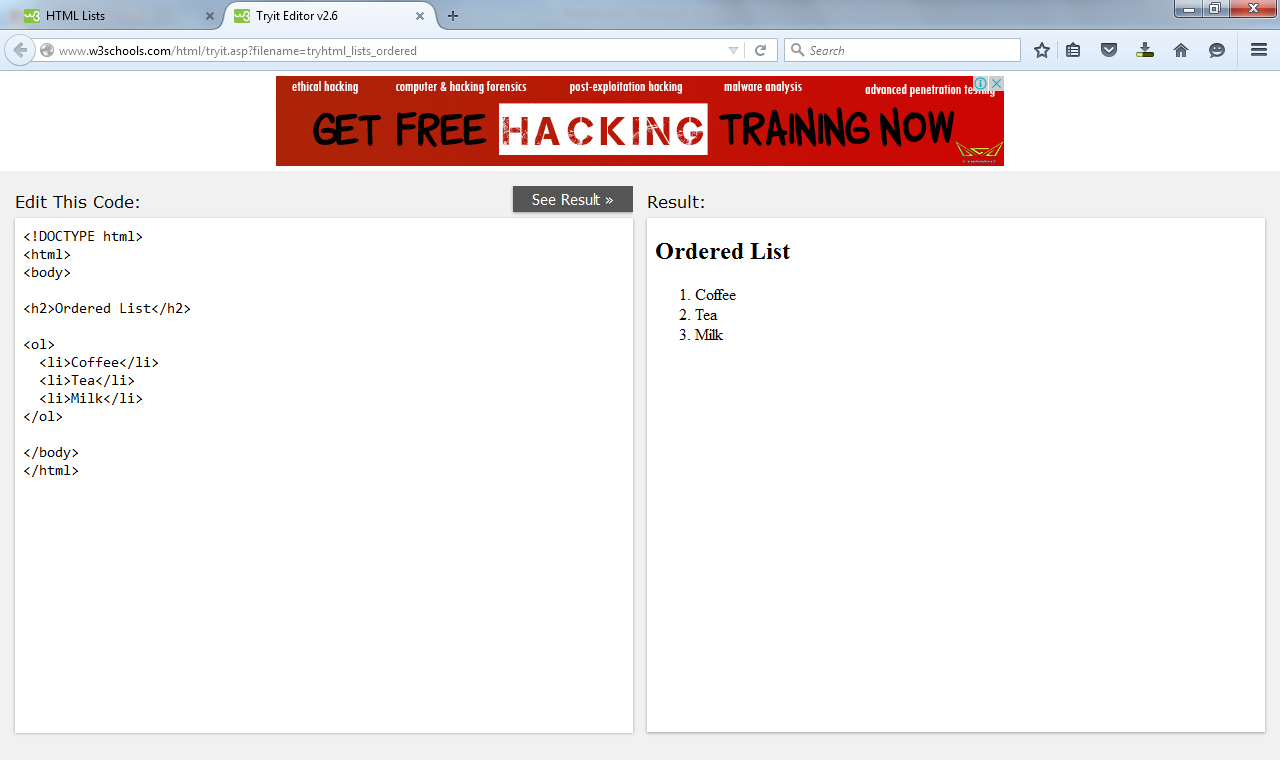 HTML Lists
Tryit Editor v2.6
www.w3schools.com/html/tryit.asp?filename=tryhtml_lists_ordered
Search
ethical hacking computer & hacking forensics post-exploitation hacking malware analysis advanced penetration testing
GET FREE HACKING TRAINING NOW
Edit This Code:
See Result »
Result:
<!DOCTYPE html>
<html>
<body>
<h2>Ordered List</h2>
<ol>
<li>Coffee</li>
<li>Tea</li>
<li>Milk</li>
</ol>
</body>
</html>
Ordered List
1. Coffee
2. Tea
3. Milk